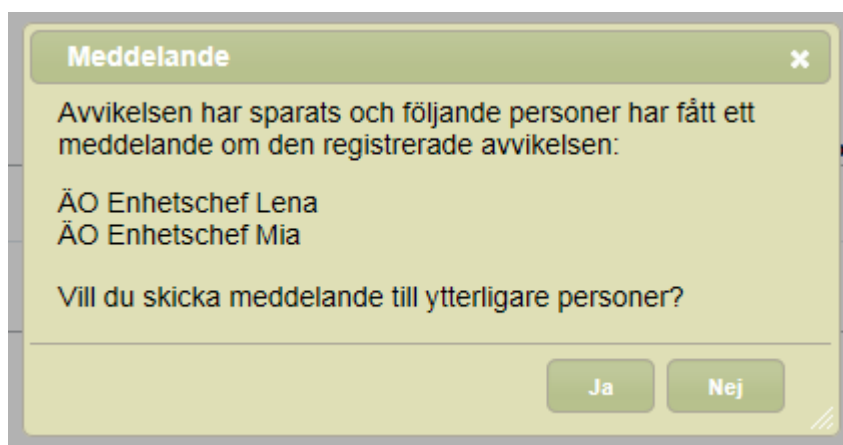 Meddelande
Avvikelsen har sparats och följande personer har fått ett
meddelande om den registrerade avvikelsen:
ÄO Enhetschef Lena
ÄO Enhetschef Mia
Vill du skicka meddelande till ytterligare personer?
Ja Nej